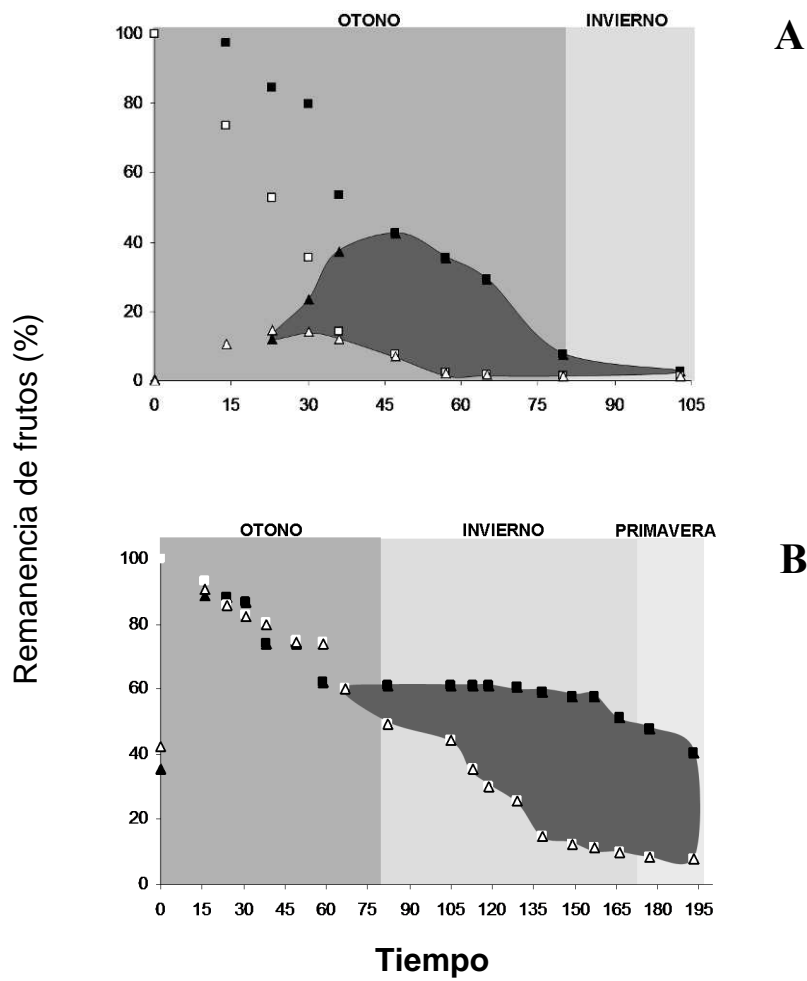 OTONO INVIERNO
A
100
80
60
40
20
0
0 15 30 45 60 75 90 105
Remanencia de frutos (%)
OTONO INVIERNO PRIMAVERA
B
100
80
60
40
20
0
0 15 30 45 60 75 90 105 120 135 150 165 180 195
Tiempo